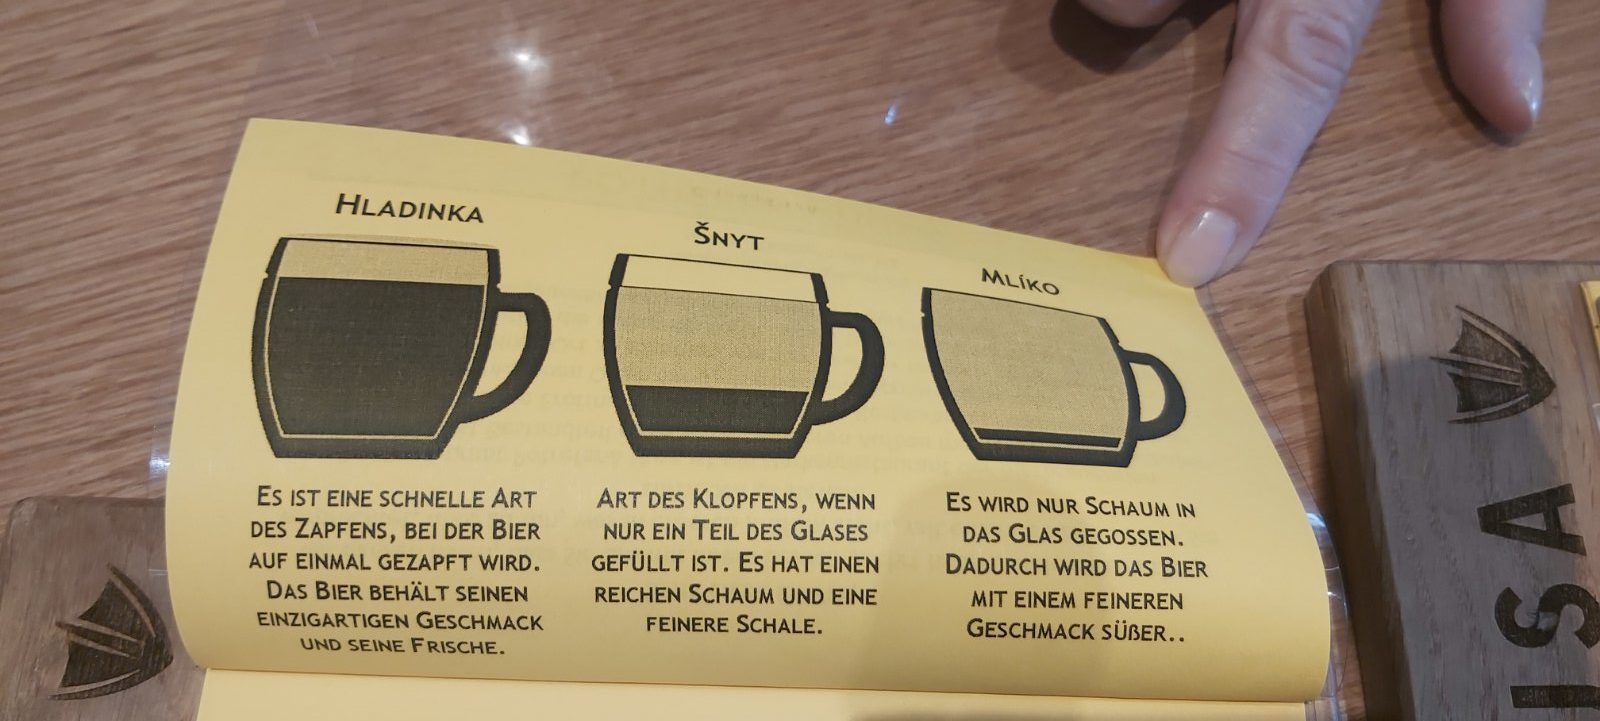 HLADINKA
ES IST EINE SCHNELLE ART
DES ZAPFENS, BEI DER BIER
AUF EINMAL GEZAPFT WIRD.
DAS BIER BEHÄLT SEINEN
EINZIGARTIGEN GESCHMACK
UND SEINE FRISCHE.
ŠNYT
ART DES KLOPFENS, WENN
NUR EIN TEIL DES GLASES
GEFÜLLT IST. ES HAT EINEN
REICHEN SCHAUM UND EINE
FEINERE SCHALE.
MLÍKO
ES WIRD NUR SCHAUM IN
DAS GLAS GEGOSSEN.
DADURCH WIRD DAS BIER
MIT EINEM FEINEREN
GESCHMACK SÜßER..
USA